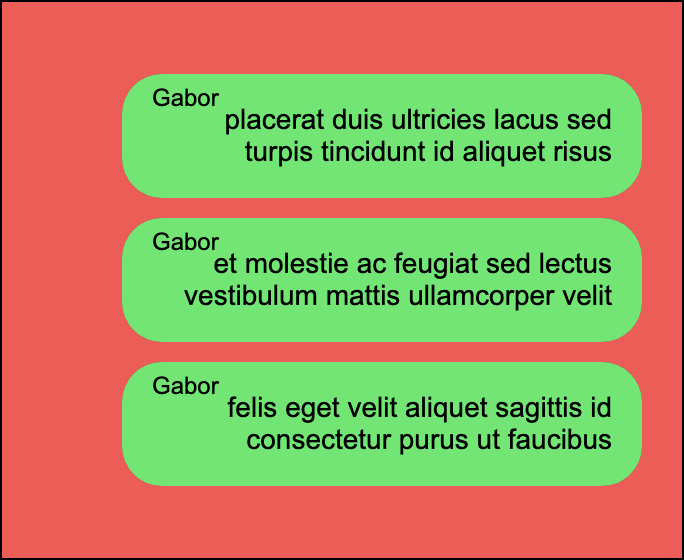 Gabor
placerat duis ultricies lacus sed
turpis tincidunt id aliquet risus
Gabor
et molestie ac feugiat sed lectus
vestibulum mattis ullamcorper velit
Gabor
felis eget velit aliquet sagittis id
consectetur purus ut faucibus